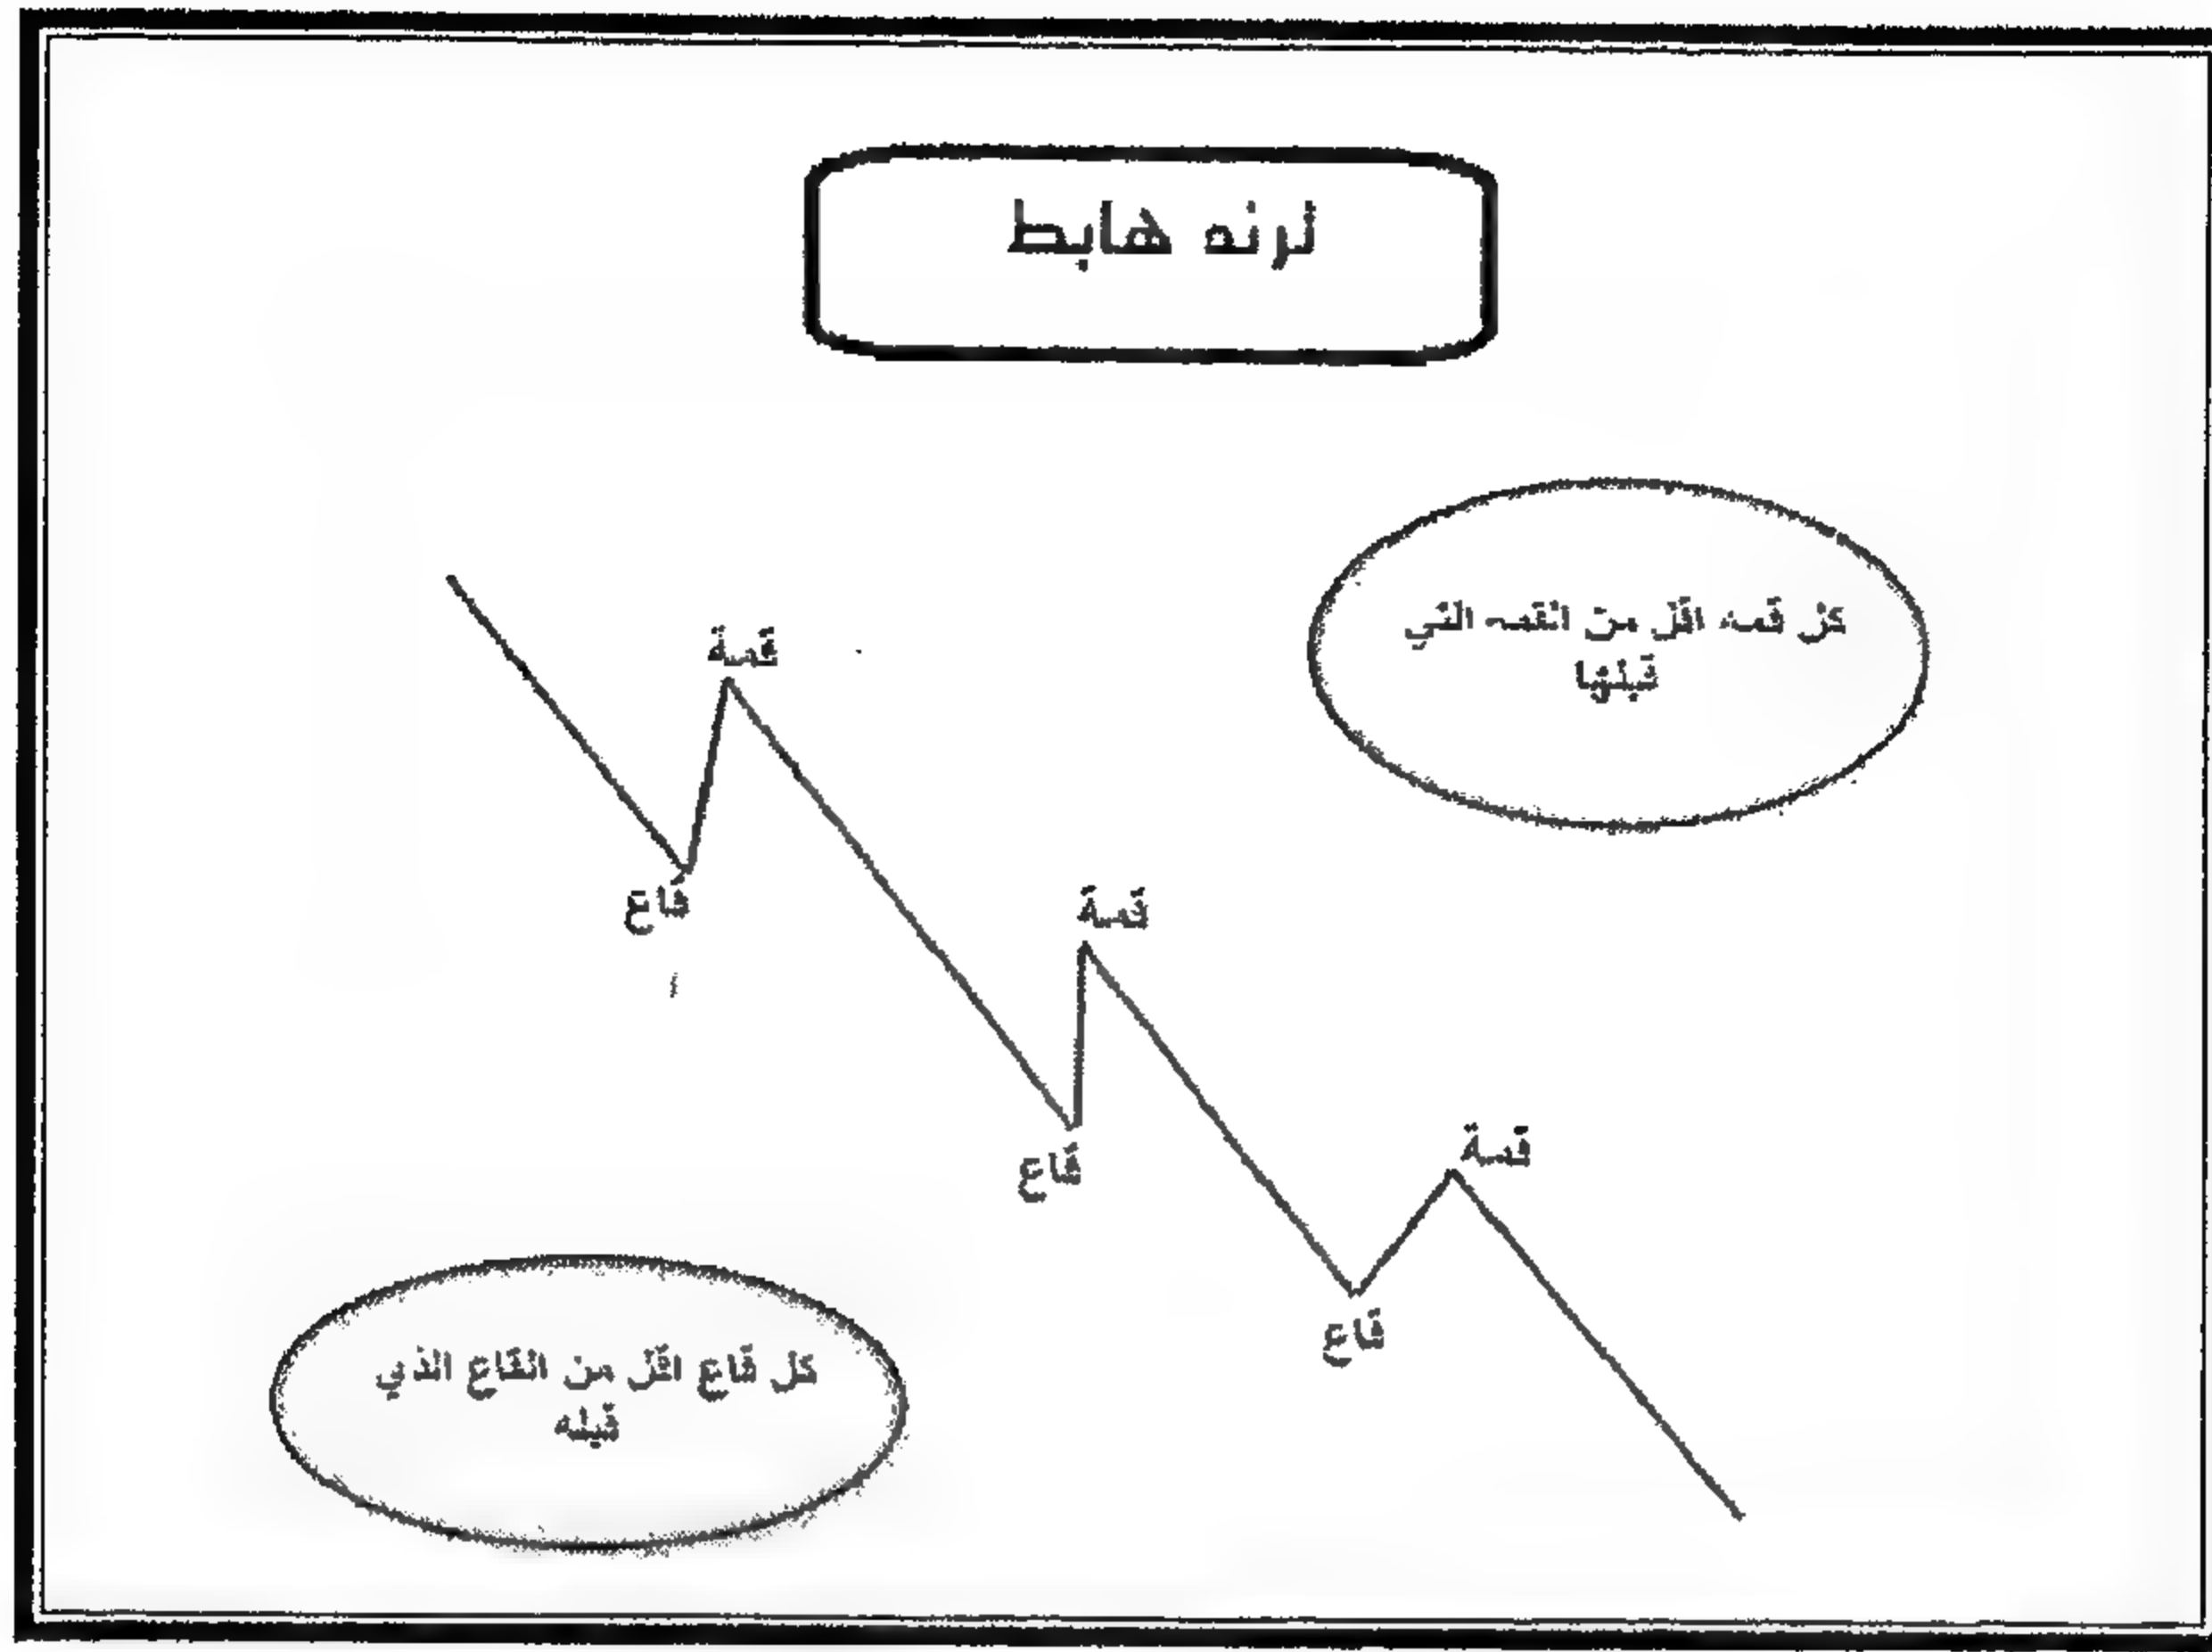 ترند هابط
كل قمه اقل من القمه التي
قبلها
قمة
قاع
قمة
قاع
قمة
قاع
كل قاع اقل من القاع الذي
قبله